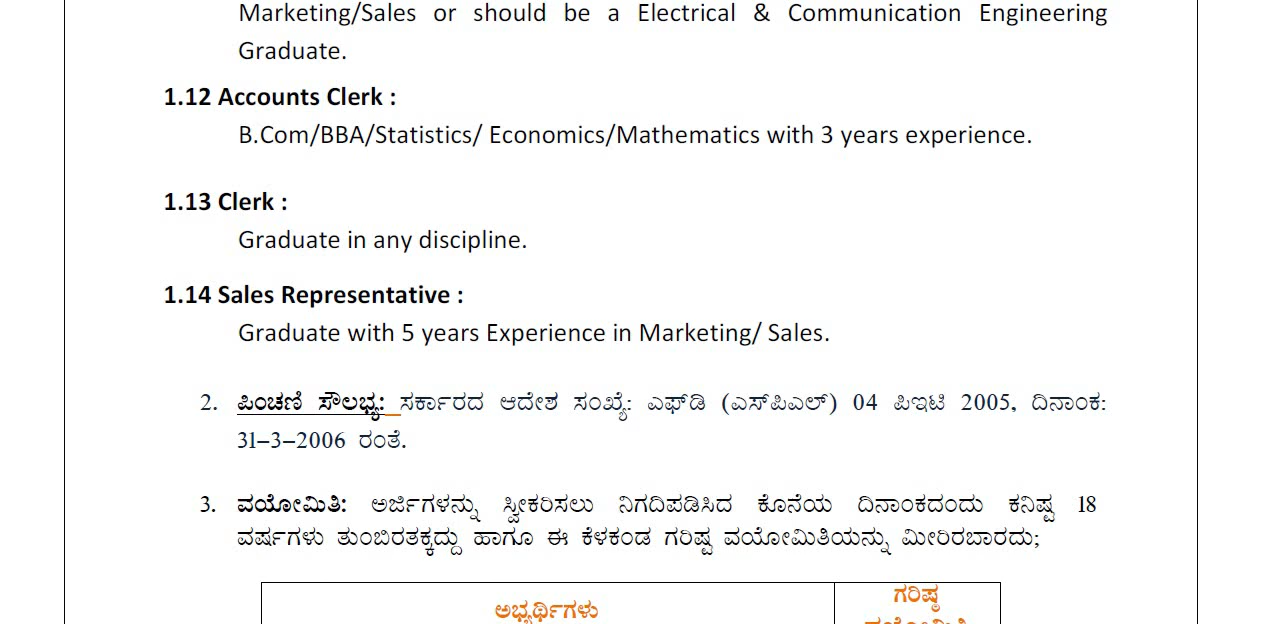 Marketing/Sales or should be a Electrical & Communication Engineering
Graduate.
1.12 Accounts Clerk :
B.Com/BBA/Statistics/ Economics/Mathematics with 3 years experience.
1.13 Clerk :
Graduate in any discipline.
1.14 Sales Representative :
Graduate with 5 years Experience in Marketing/ Sales.
2. ಪಿಂಚಣಿ ಸೌಲಭ್ಯ: ಸರ್ಕಾರದ ಆದೇಶ ಸಂಖ್ಯೆ: ಎಫ್‌ಡಿ (ಎಸ್‌ಪಿಎಲ್) 04 ಪಿಇಟಿ 2005, ದಿನಾಂಕ:
31–3–2006 ರಂತೆ.
3. ವಯೋಮಿತಿ: ಅರ್ಜಿಗಳನ್ನು ಸ್ವೀಕರಿಸಲು ನಿಗದಿಪಡಿಸಿದ ಕೊನೆಯ ದಿನಾಂಕದಂದು ಕನಿಷ್ಟ 18
ವರ್ಷಗಳು ತುಂಬಿರತಕ್ಕದ್ದು ಹಾಗೂ ಈ ಕೆಳಕಂಡ ಗರಿಷ್ಟ ವಯೋಮಿತಿಯನ್ನು ಮೀರಿರಬಾರದು;
ಅಭ್ಯರ್ಥಿಗಳು
ಗರಿಷ್ಠ